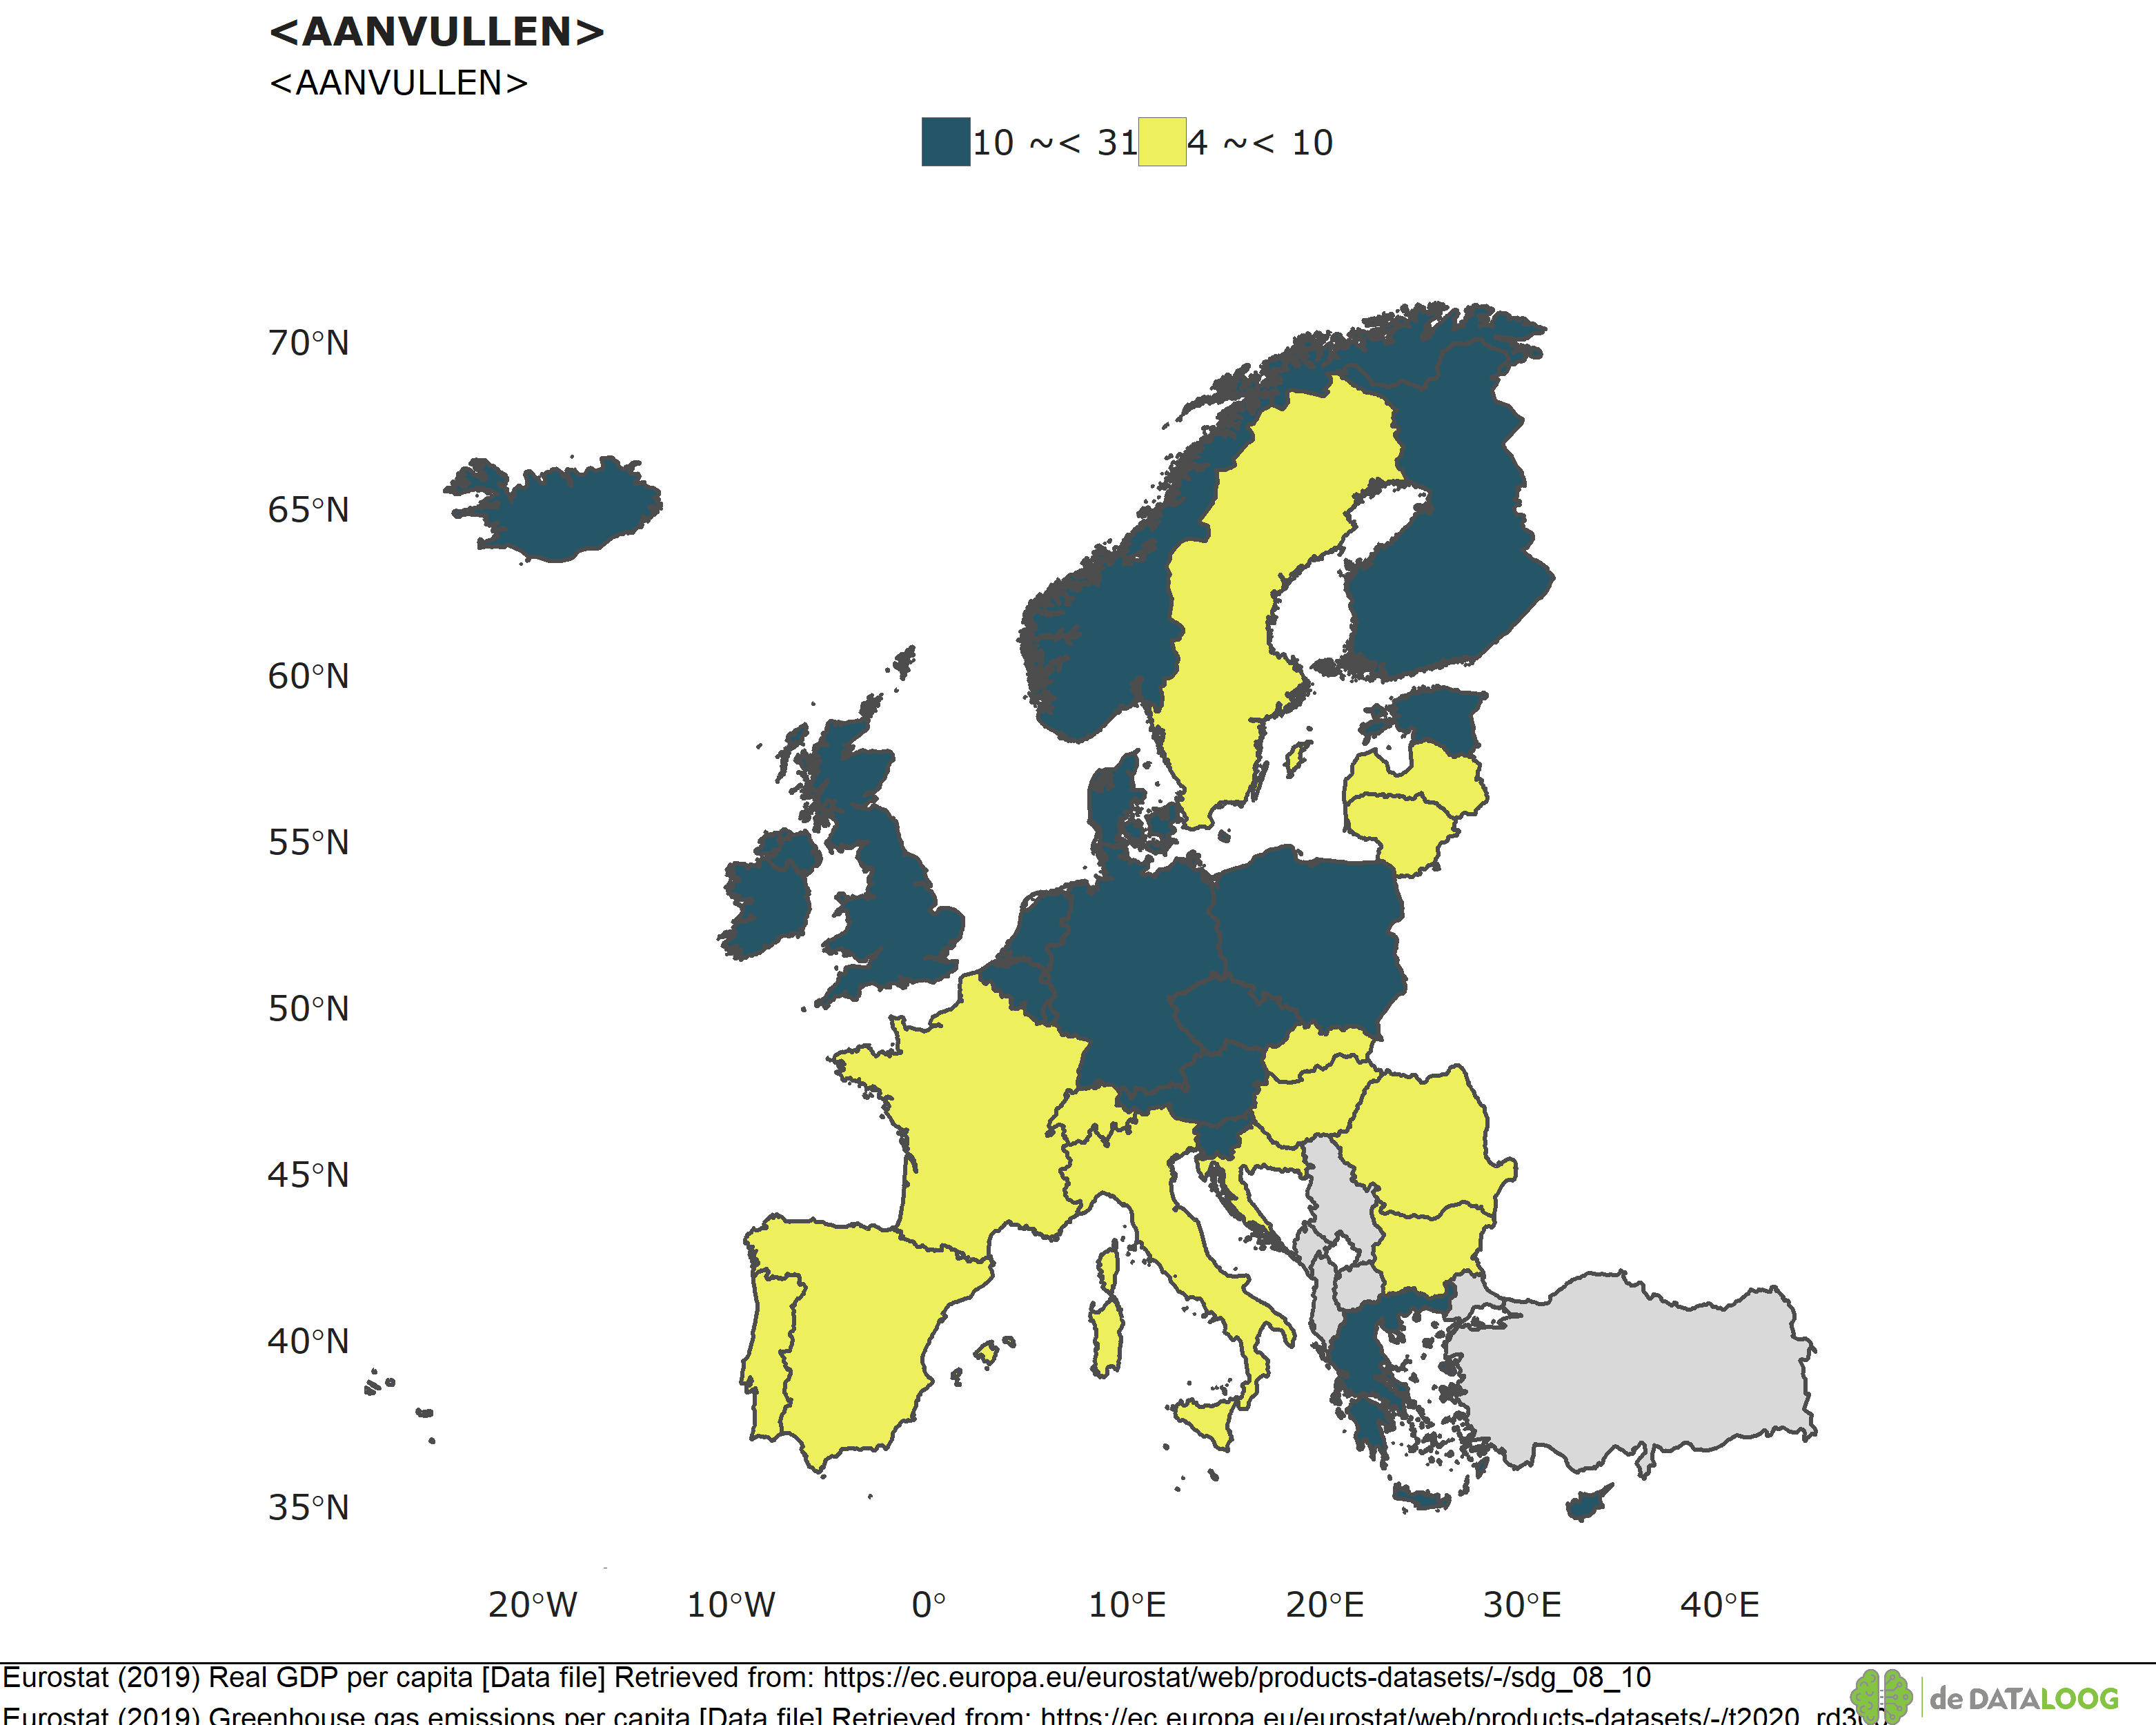 <AANVULLEN>
<AANVULLEN>
10 ~< 31 4 ~< 10
70°N
65°N
60°N
55°N
50°N
45°N
40°N
35°N
20°W 10°W 0° 10°E 20°E 30°E 40°E
Eurostat (2019) Real GDP per capita [Data file] Retrieved from: https://ec.europa.eu/eurostat/web/products-datasets/-/sdg_08_10
Eurostat (2019) Greenhouse gas emissions per capita [Data file] Retrieved from: https://ec.europa.eu/eurostat/web/products-datasets/-/t2020_rd300
de DATALOOG